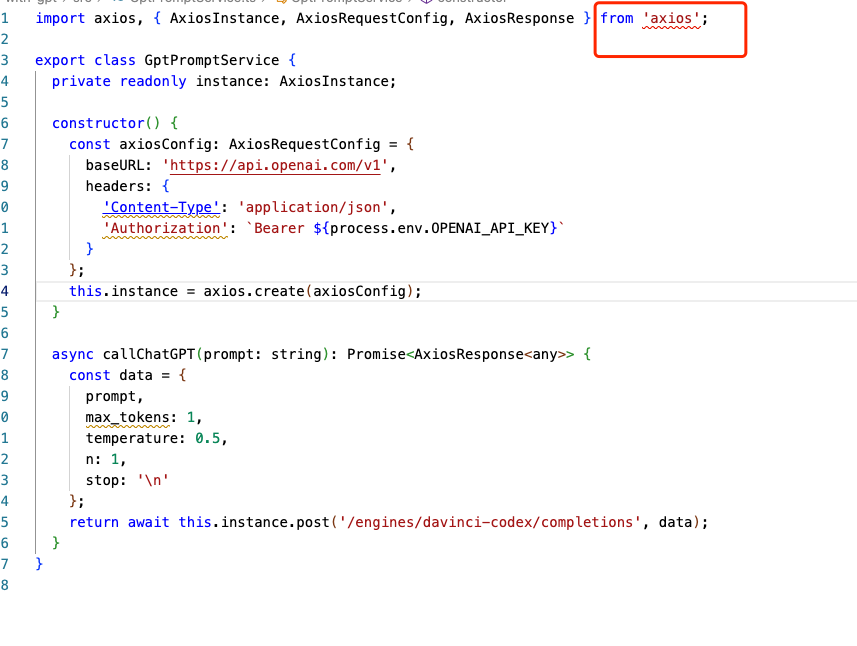 1 import axios, { AxiosInstance, AxiosRequestConfig, AxiosResponse } from 'axios';
2
3 export class GptPromptService {
4 private readonly instance: AxiosInstance;
5
6 constructor() {
7 const axiosConfig: AxiosRequestConfig = {
8 baseURL: 'https://api.openai.com/v1',
9 headers: {
0 'Content-Type': 'application/json',
1 'Authorization': `Bearer ${process.env.OPENAI_API_KEY}`
2 }
3 };
4 this.instance = axios.create(axiosConfig);
5 }
6
7 async callChatGPT(prompt: string): Promise<AxiosResponse<any>> {
8 const data = {
9 prompt,
0 max_tokens: 1,
1 temperature: 0.5,
2 n: 1,
3 stop: '\n'
4 };
5 return await this.instance.post('/engines/davinci-codex/completions', data);
6 }
7 }
8